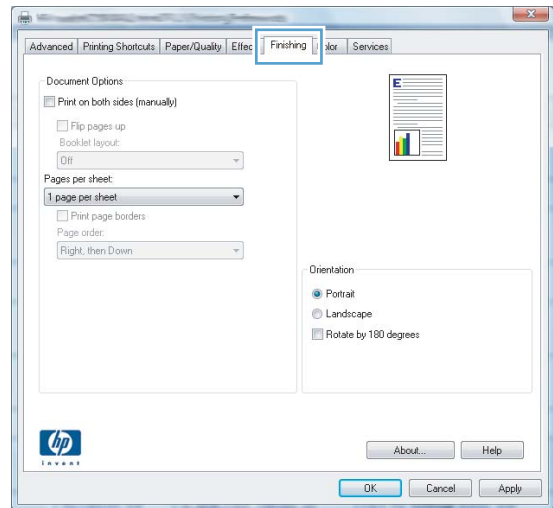 Advanced Printing Shortcuts Paper/Quality Effec Finishing olor Services
Document Options
Print on both sides (manually)
Flip pages up
Booklet layout:
Off
Pages per sheet:
1 page per sheet
Print page borders
Page order:
Right, then Down
E
Orientation
Portrait
Landscape
Rotate by 180 degrees
hp
invent
About... Help
OK Cancel Apply